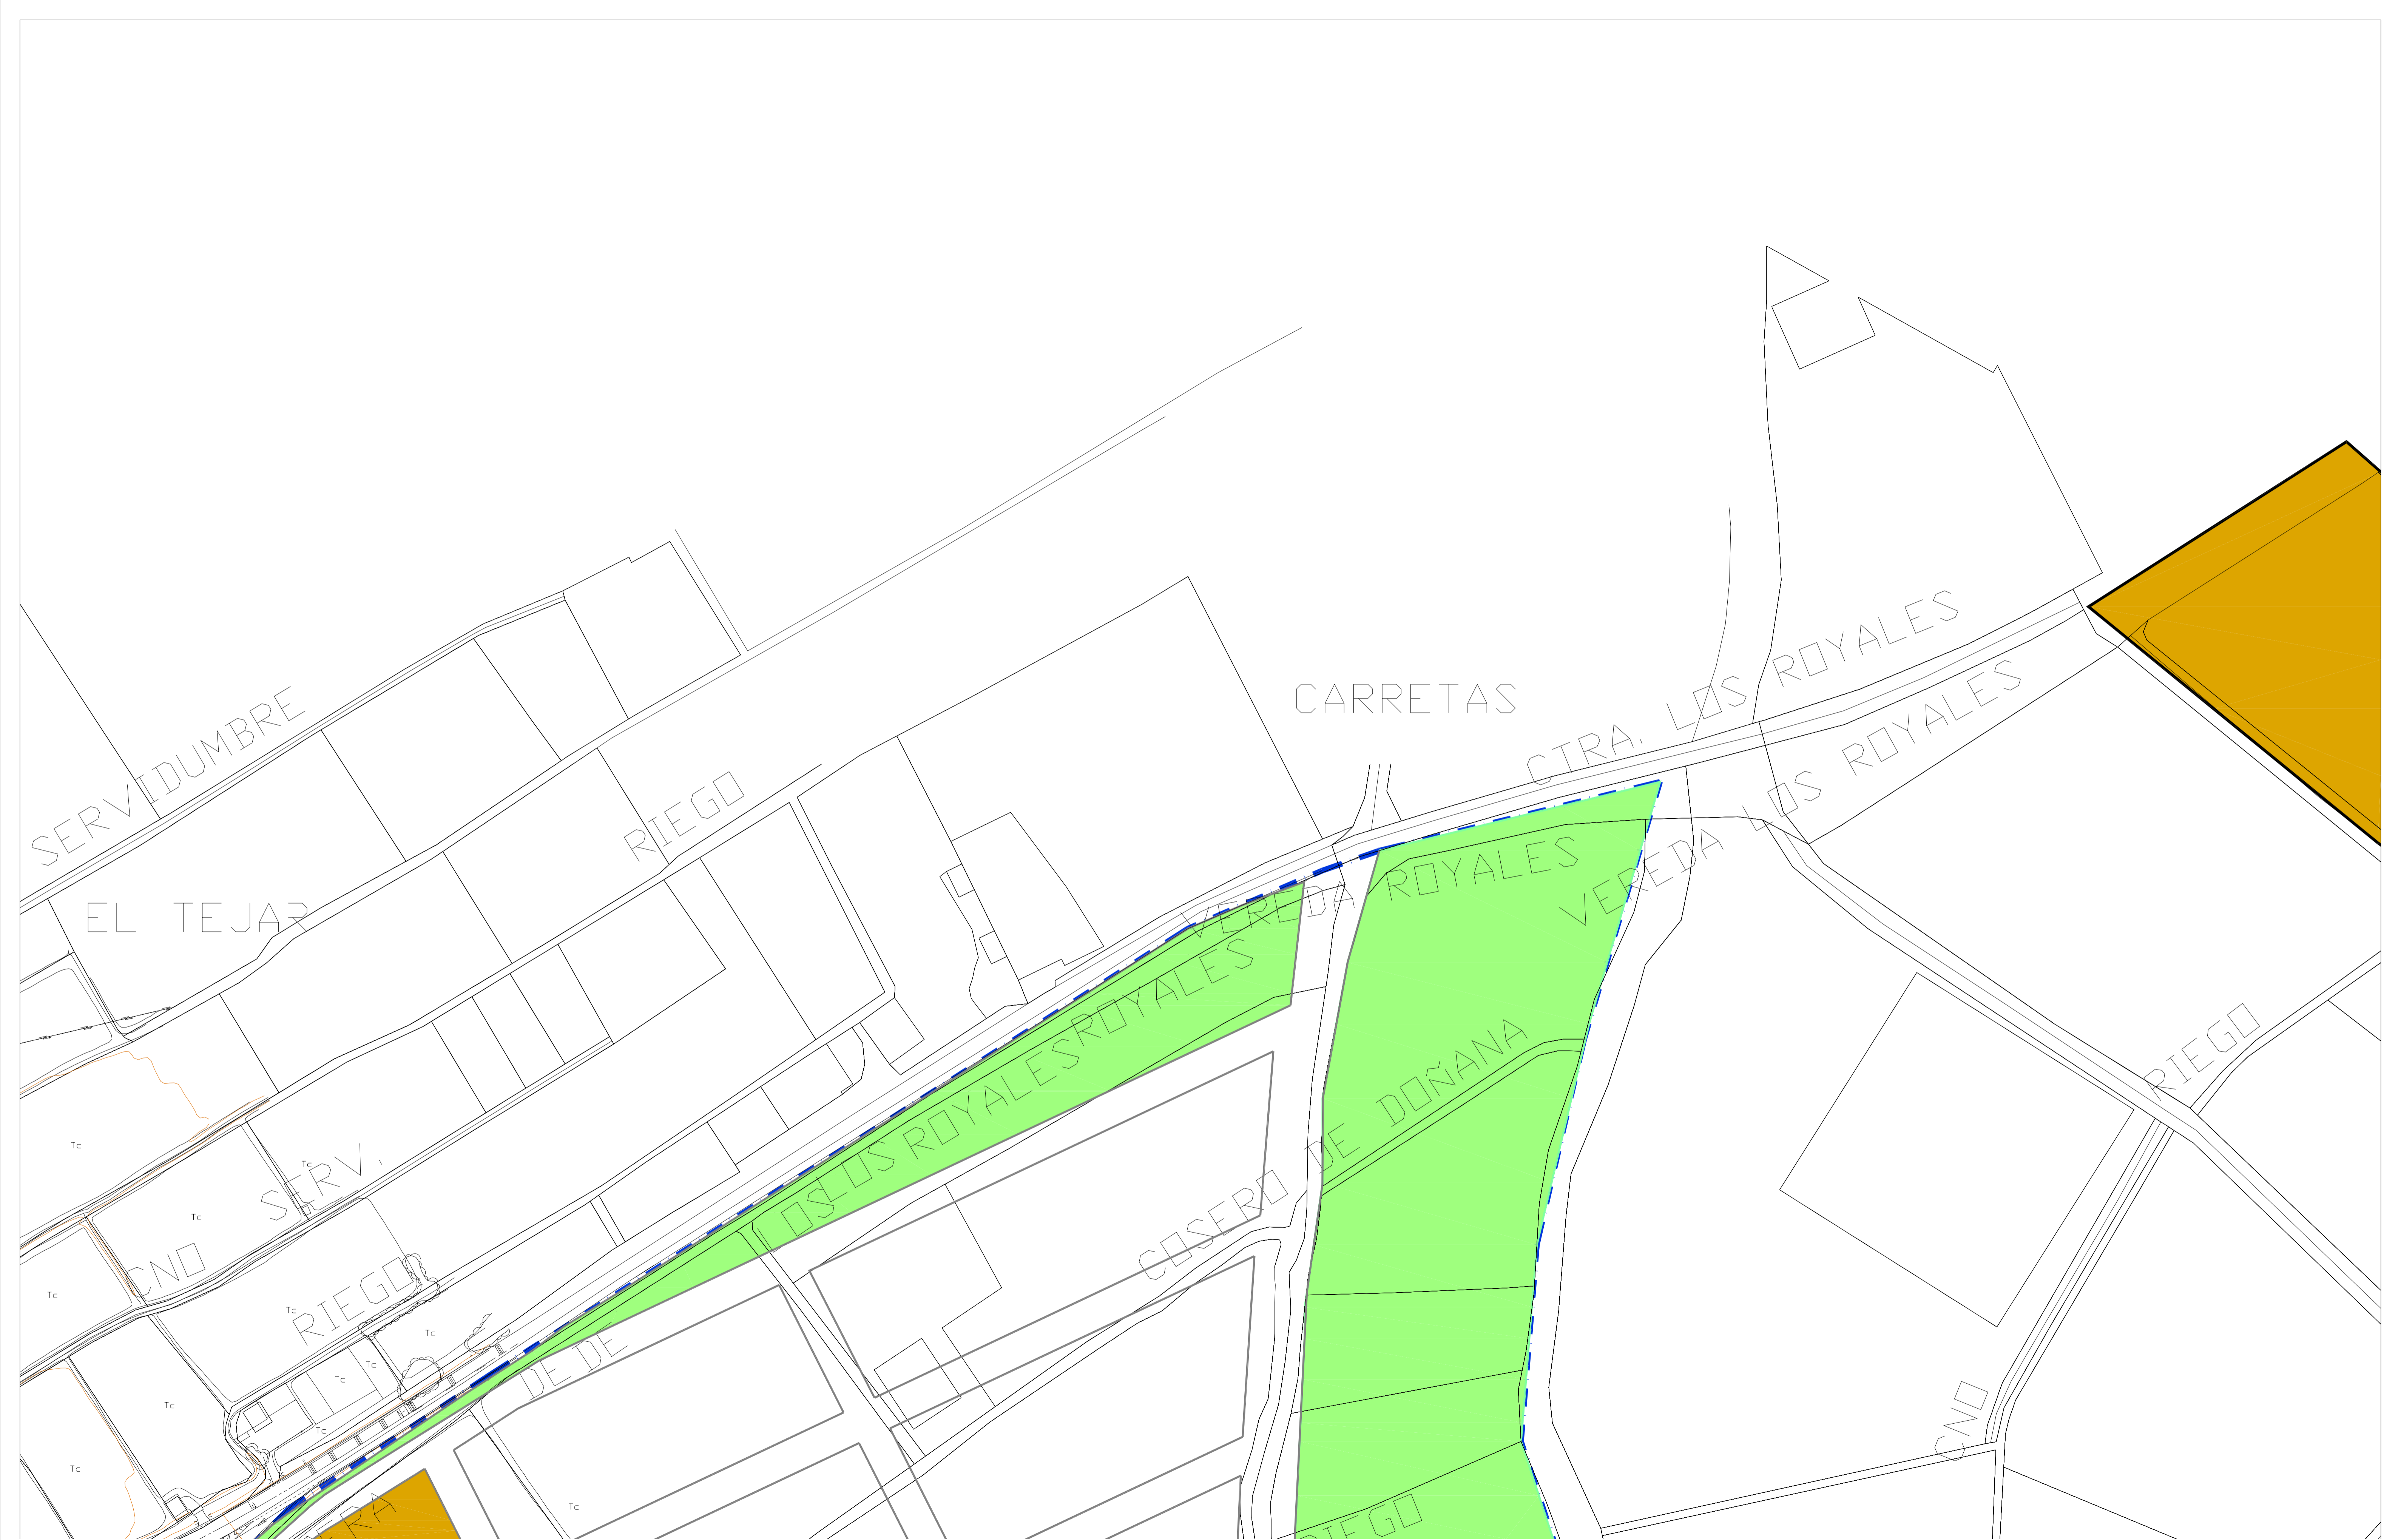 CARRETAS
CTRA. LOS ROYALES
VEREDA LOS ROYALES
SERVIDUMBRE
RIEGO
EL TEJAR
VEREDA ROYALES
LOS LOS ROYALES ROYALES
COSERO DE DOÑANA
RIEGO
Tc
SERV.
Tc
Tc
CNO
RIEGO
Tc
Tc
Tc
Tc
Tc
DE DE
Tc
Tc
Tc
Tc
CNO
RIEGO